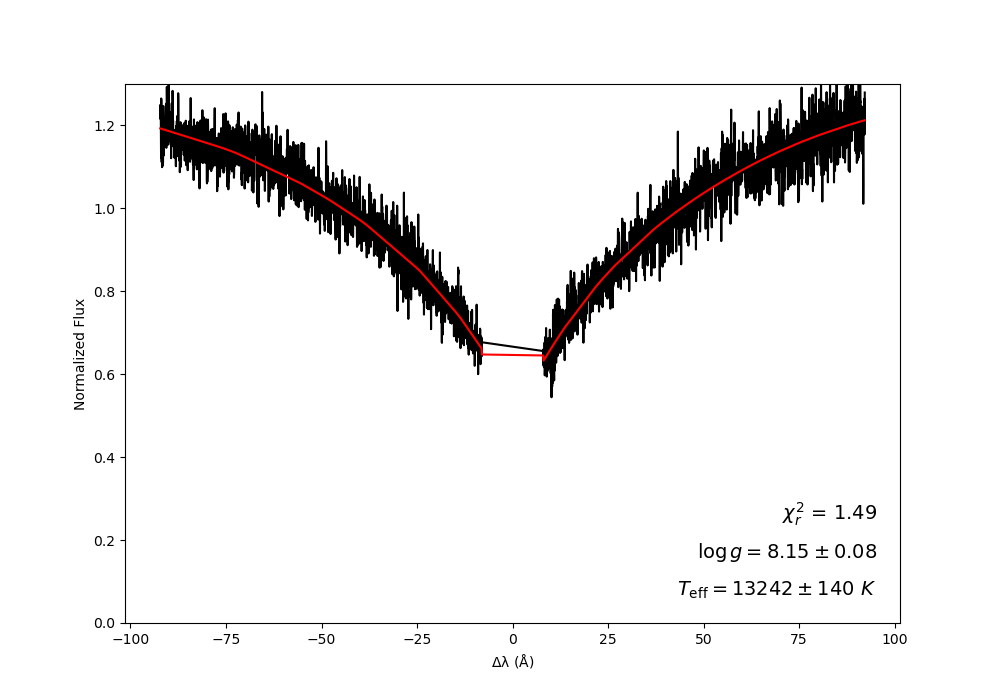 1.2
1.0
0.8
0.6
0.4
0.2
0.0
Normalized Flux
χ²ᵣ = 1.49
log g = 8.15 ± 0.08
T_eff = 13242 ± 140 K
−100 −75 −50 −25 0 25 50 75 100
Δλ (Å)